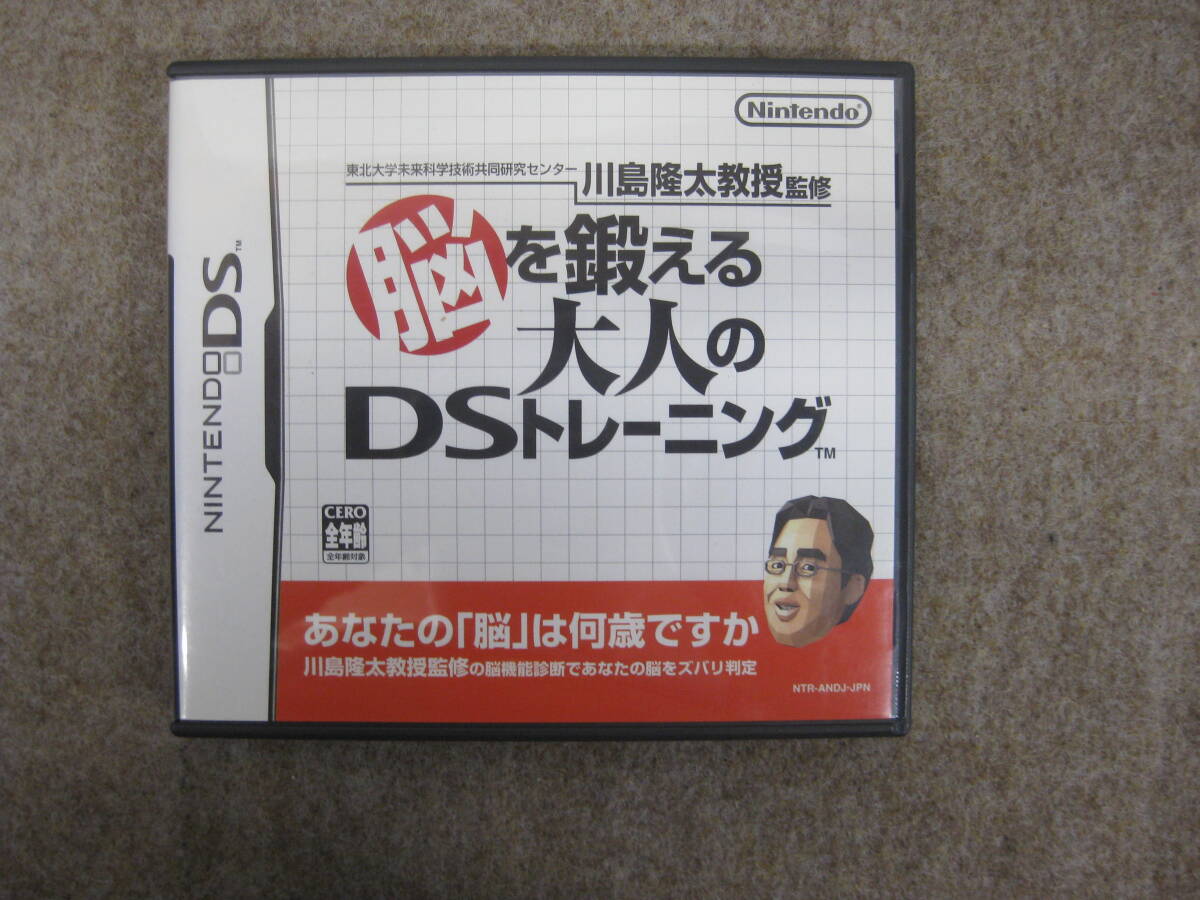 NINTENDO DS™
Nintendo®
東北大学未来科学技術共同研究センター
川島隆太教授監修
脳を鍛える
大人の
DSトレーニング™
CERO
全年齢
全年齢対象
あなたの「脳」は何歳ですか
川島隆太教授監修の脳機能診断であなたの脳をズバリ判定
NTR-ANDJ-JPN